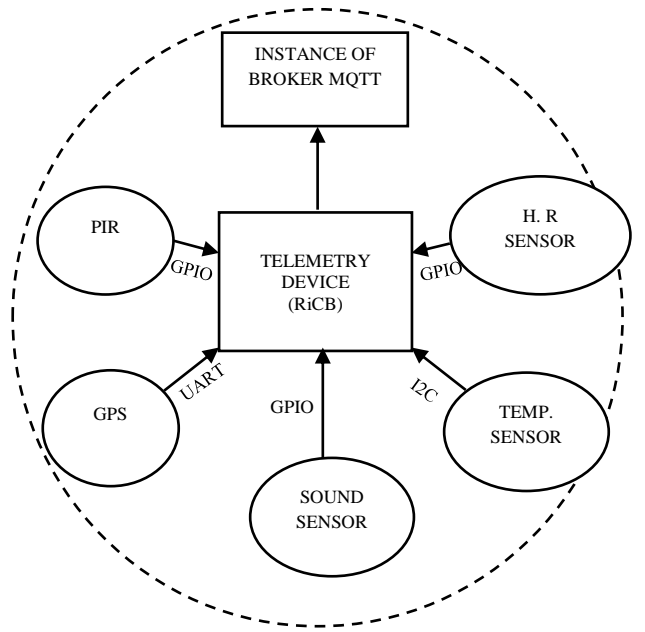 INSTANCE OF
BROKER MQTT
PIR
GPIO
TELEMETRY
DEVICE
(RiCB)
H. R
SENSOR
GPIO
GPS
UART
GPIO
I2C
TEMP.
SENSOR
SOUND
SENSOR